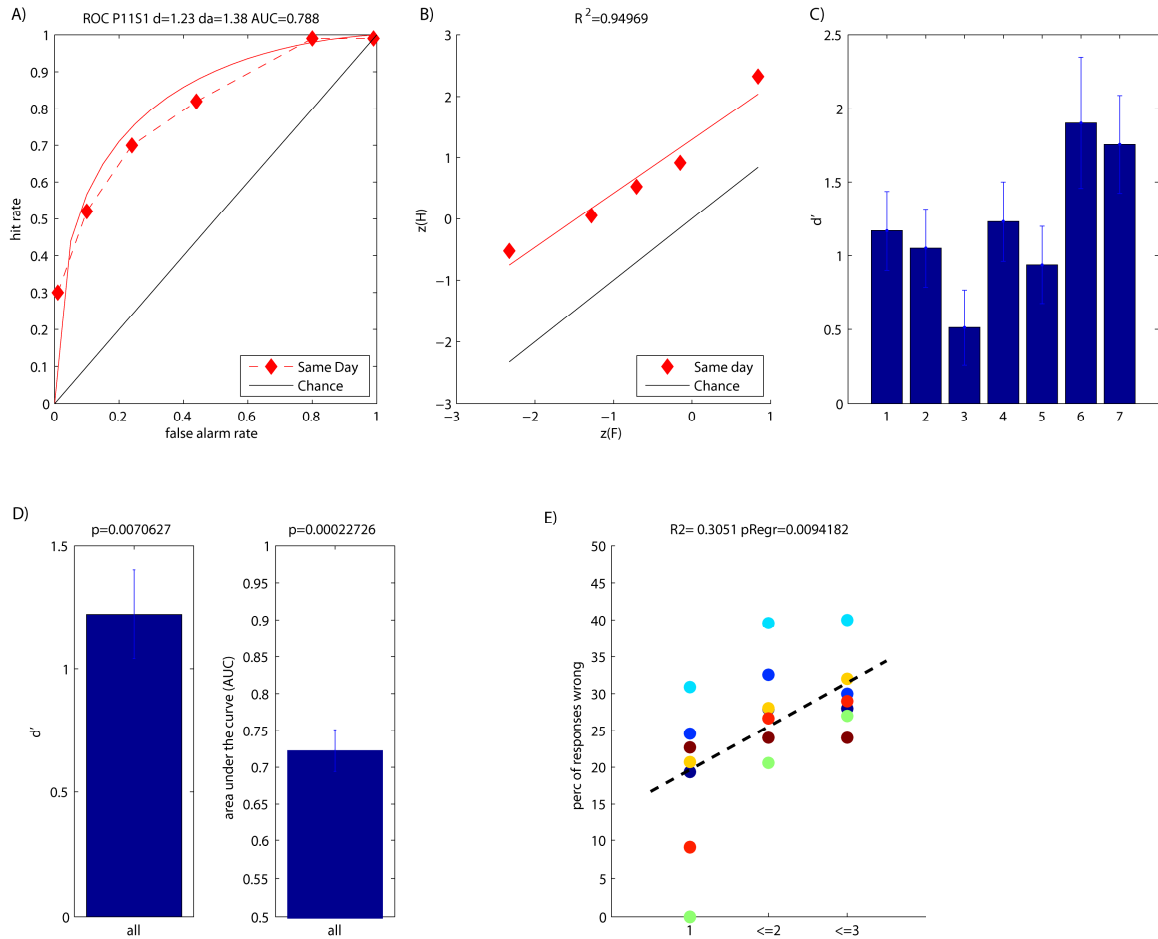 A)
ROC P11S1 d=1.23 da=1.38 AUC=0.788
1
0.9
0.8
0.7
0.6
0.5
0.4
0.3
0.2
0.1
0
hit rate
Same Day
Chance
0
0.2
0.4
0.6
0.8
1
false alarm rate
B)
R²=0.94969
3
2
1
0
−1
−2
−3
z(H)
Same day
Chance
−3
−2
−1
0
1
z(F)
C)
2.5
2
1.5
1
0.5
0
d'
1
2
3
4
5
6
7
D)
p=0.0070627
1.5
1
0.5
0
d'
all
p=0.00022726
1
0.95
0.9
0.85
0.8
0.75
0.7
0.65
0.6
0.55
0.5
area under the curve (AUC)
all
E)
R2= 0.3051 pRegr=0.0094182
50
45
40
35
30
25
20
15
10
5
0
perc of responses wrong
1
<=2
<=3